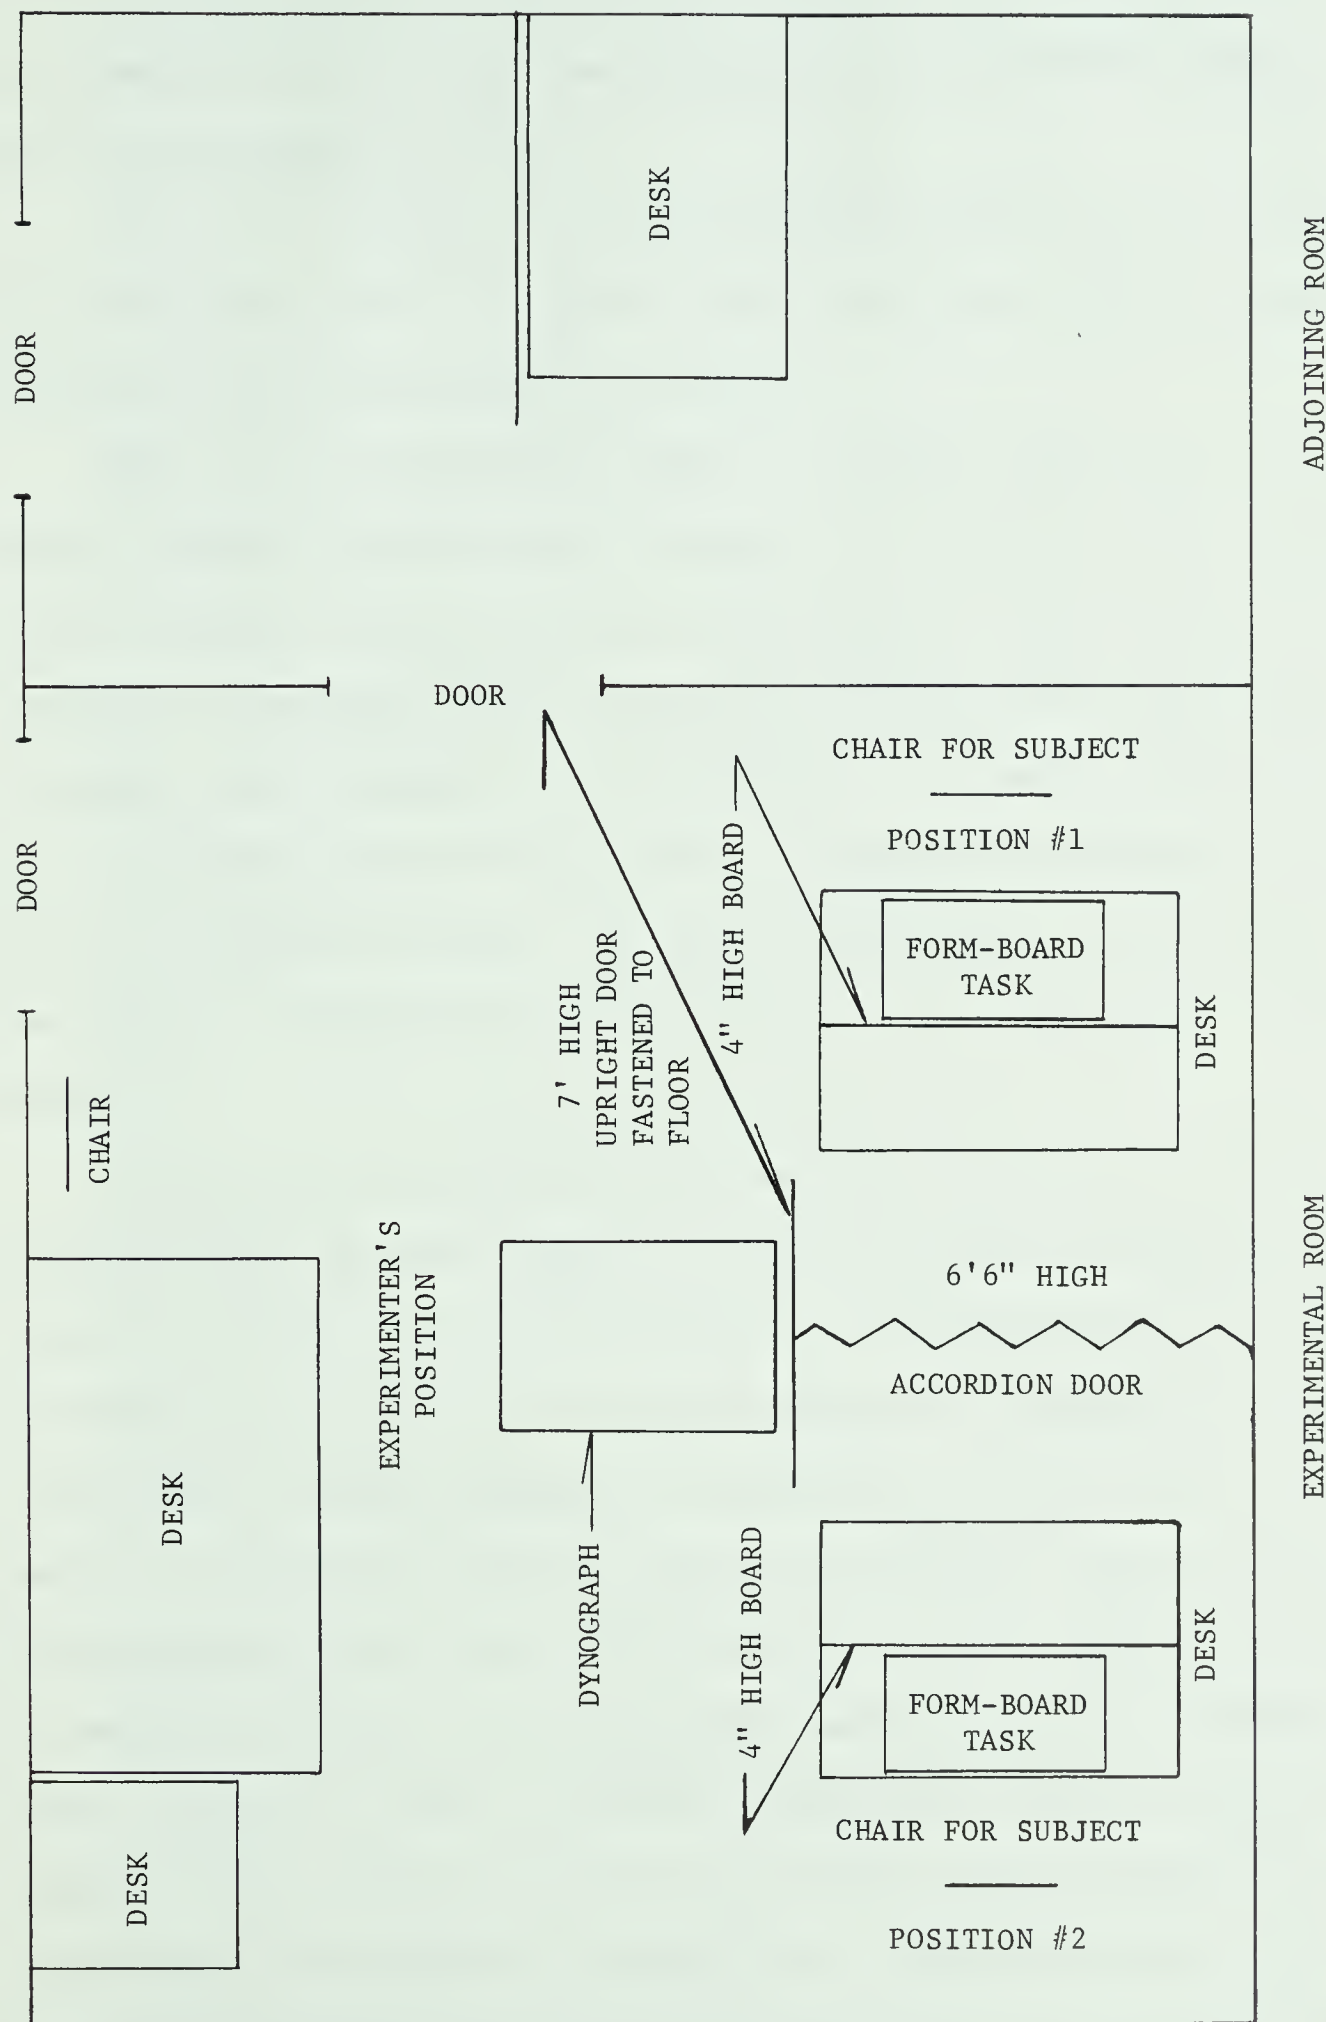 DESK
ADJOINING ROOM
DOOR
DOOR
CHAIR FOR SUBJECT
POSITION #1
DOOR
7' HIGH
UPRIGHT DOOR
FASTENED TO
FLOOR
4" HIGH BOARD
FORM-BOARD
TASK
DESK
CHAIR
EXPERIMENTER'S
POSITION
6'6" HIGH
ACCORDION DOOR
EXPERIMENTAL ROOM
DESK
DYNOGRAPH
4" HIGH BOARD
DESK
FORM-BOARD
TASK
CHAIR FOR SUBJECT
POSITION #2
DESK